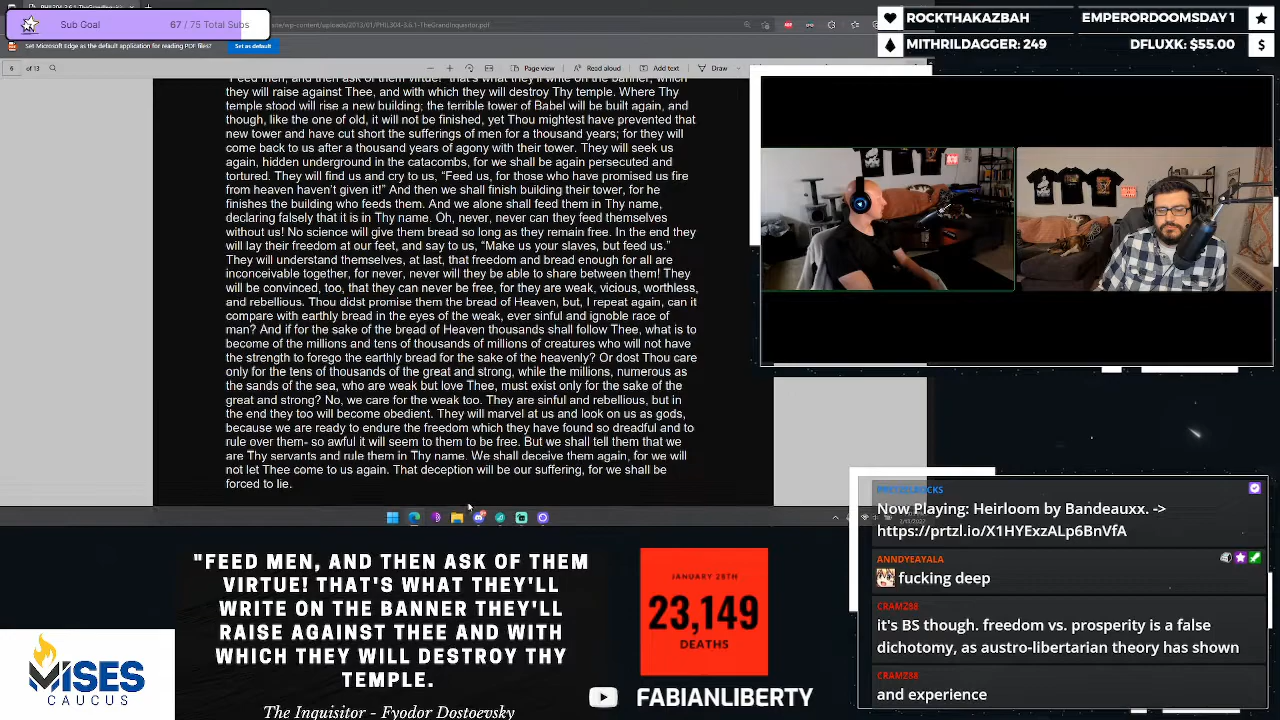 Sub Goal 67 / 75 Total Subs
/wp-content/uploads/2013/01/PHIL304-3.6.1-TheGrandInquisitor.pdf
Set Microsoft Edge as the default application for reading PDF files? Set as default
6 of 13 Page view Read aloud Add text Draw
"Feed men, and then ask of them virtue!" that's what they'll write on the banner, which
they will raise against Thee, and with which they will destroy Thy temple. Where Thy
temple stood will rise a new building; the terrible tower of Babel will be built again, and
though, like the one of old, it will not be finished, yet Thou mightest have prevented that
new tower and have cut short the sufferings of men for a thousand years; for they will
come back to us after a thousand years of agony with their tower. They will seek us
again, hidden underground in the catacombs, for we shall be again persecuted and
tortured. They will find us and cry to us, “Feed us, for those who have promised us fire
from heaven haven't given it!” And then we shall finish building their tower, for he
finishes the building who feeds them. And we alone shall feed them in Thy name,
declaring falsely that it is in Thy name. Oh, never, never can they feed themselves
without us! No science will give them bread so long as they remain free. In the end they
will lay their freedom at our feet, and say to us, “Make us your slaves, but feed us.”
They will understand themselves, at last, that freedom and bread enough for all are
inconceivable together, for never, never will they be able to share between them! They
will be convinced, too, that they can never be free, for they are weak, vicious, worthless,
and rebellious. Thou didst promise them the bread of Heaven, but, I repeat again, can it
compare with earthly bread in the eyes of the weak, ever sinful and ignoble race of
man? And if for the sake of the bread of Heaven thousands shall follow Thee, what is to
become of the millions and tens of thousands of millions of creatures who will not have
the strength to forego the earthly bread for the sake of the heavenly? Or dost Thou care
only for the tens of thousands of the great and strong, while the millions, numerous as
the sands of the sea, who are weak but love Thee, must exist only for the sake of the
great and strong? No, we care for the weak too. They are sinful and rebellious, but in
the end they too will become obedient. They will marvel at us and look on us as gods,
because we are ready to endure the freedom which they have found so dreadful and to
rule over them- so awful it will seem to them to be free. But we shall tell them that we
are Thy servants and rule them in Thy name. We shall deceive them again, for we will
not let Thee come to us again. That deception will be our suffering, for we shall be
forced to lie.
ROCKTHAKAZBAH EMPERORDOOMSDAY 1
MITHRILDAGGER: 249 DFLUXK: $55.00 $
Now Playing: Heirloom by Bandeauxx. ->
https://prtzl.io/X1HYExzALp6BnVfA
ANNDYEAYALA
fucking deep
CRAMZ88
it's BS though. freedom vs. prosperity is a false
dichotomy, as austro-libertarian theory has shown
CRAMZ88
and experience
"FEED MEN, AND THEN ASK OF THEM
VIRTUE! THAT'S WHAT THEY'LL
WRITE ON THE BANNER THEY'LL
RAISE AGAINST THEE AND WITH
WHICH THEY WILL DESTROY THY
TEMPLE.
The Inquisitor - Fyodor Dostoevsky
JANUARY 28TH
23,149
DEATHS
FABIANLIBERTY
MISES
CAUCUS